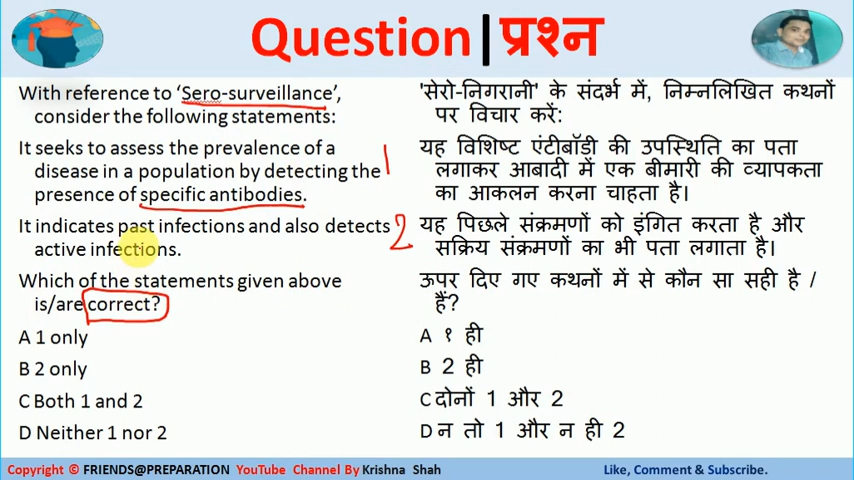 Question|प्रश्न
With reference to ‘Sero-surveillance’,
consider the following statements:
It seeks to assess the prevalence of a
disease in a population by detecting the
presence of specific antibodies.
1
It indicates past infections and also detects
active infections.
2
Which of the statements given above
is/are correct?
A 1 only
B 2 only
C Both 1 and 2
D Neither 1 nor 2
'सेरो-निगरानी' के संदर्भ में, निम्नलिखित कथनों
पर विचार करें:
यह विशिष्ट एंटीबॉडी की उपस्थिति का पता
लगाकर आबादी में एक बीमारी की व्यापकता
का आकलन करना चाहता है।
यह पिछले संक्रमणों को इंगित करता है और
सक्रिय संक्रमणों का भी पता लगाता है।
ऊपर दिए गए कथनों में से कौन सा सही है /
हैं?
A १ ही
B 2 ही
C दोनों 1 और 2
D न तो 1 और न ही 2
Copyright © FRIENDS@PREPARATION YouTube Channel By Krishna Shah
Like, Comment & Subscribe.